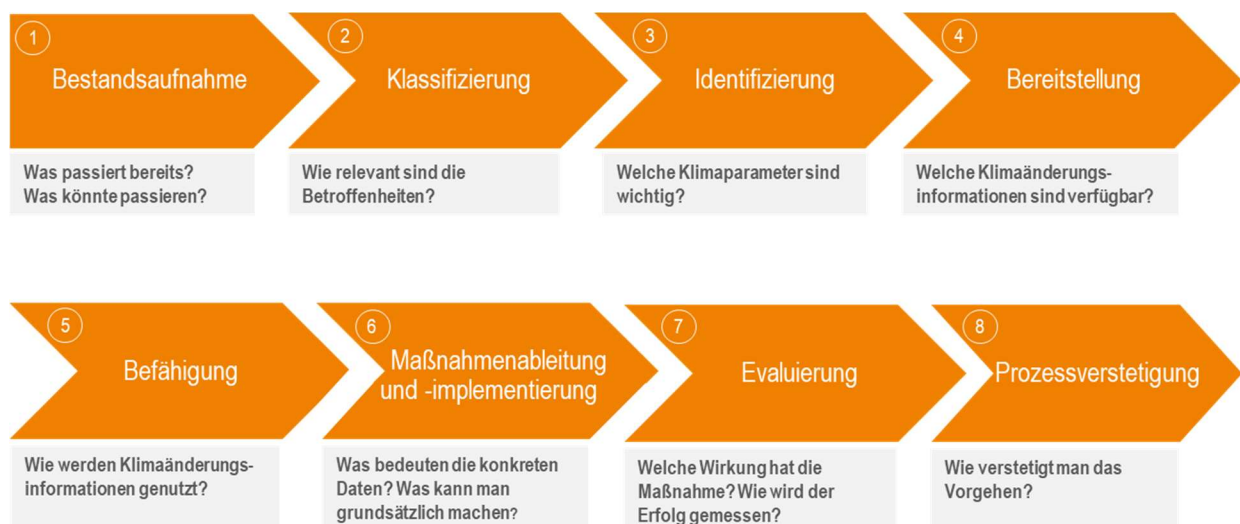 1
Bestandsaufnahme
Was passiert bereits?
Was könnte passieren?
2
Klassifizierung
Wie relevant sind die
Betroffenheiten?
3
Identifizierung
Welche Klimaparameter sind
wichtig?
4
Bereitstellung
Welche Klimaänderungs-
informationen sind verfügbar?
5
Befähigung
Wie werden Klimaänderungs-
informationen genutzt?
6
Maßnahmenableitung
und -implementierung
Was bedeuten die konkreten
Daten? Was kann man
grundsätzlich machen?
7
Evaluierung
Welche Wirkung hat die
Maßnahme? Wie wird der
Erfolg gemessen?
8
Prozessverstetigung
Wie verstetigt man das
Vorgehen?